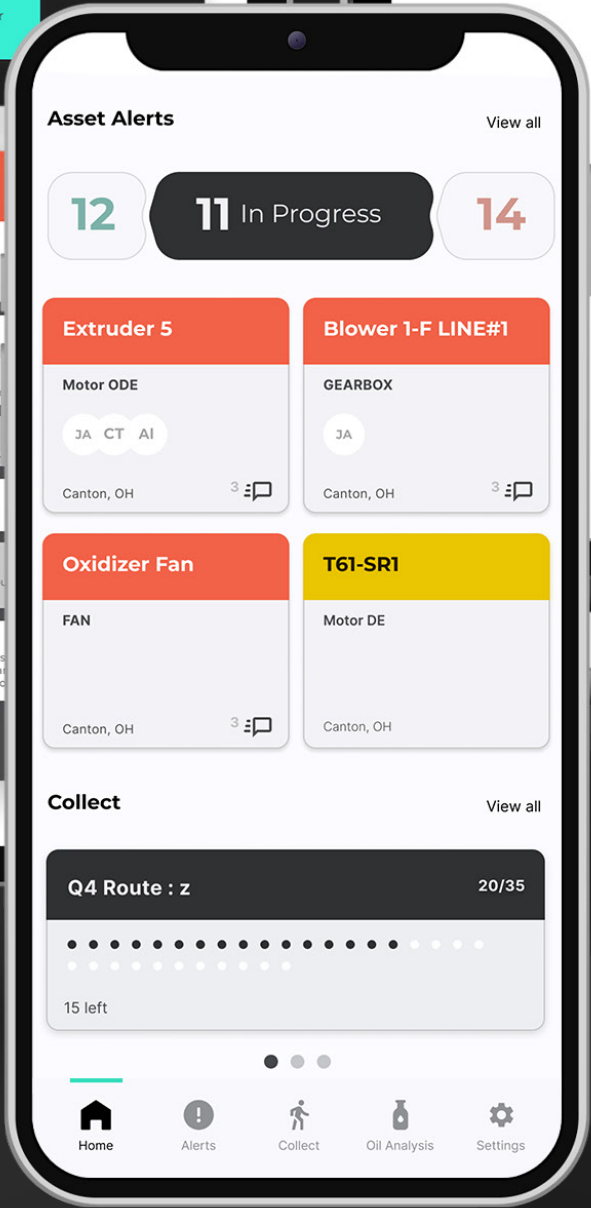 Asset Alerts
View all
12
11 In Progress
14
Extruder 5
Blower 1-F LINE#1
Motor ODE
GEARBOX
JA CT AI
JA
Canton, OH 3
Canton, OH 3
Oxidizer Fan
T61-SR1
FAN
Motor DE
Canton, OH 3
Canton, OH
Collect
View all
Q4 Route : z
20/35
15 left
Home
Alerts
Collect
Oil Analysis
Settings